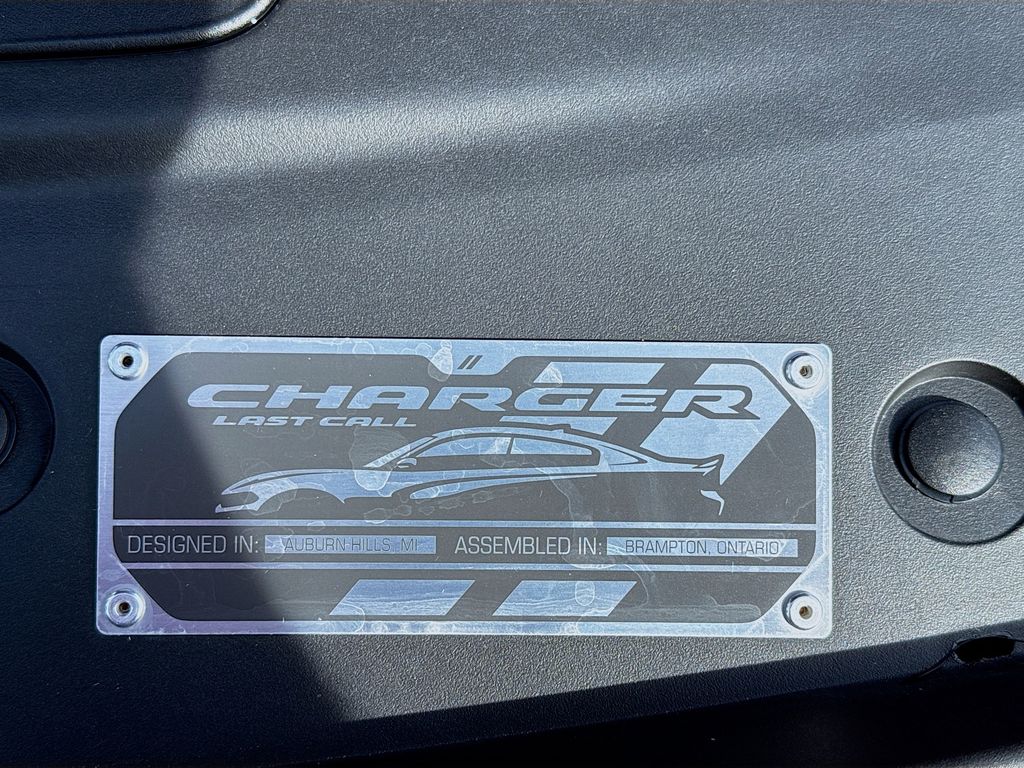 CHARGER
LAST CALL
DESIGNED IN: AUBURN HILLS, MI ASSEMBLED IN: BRAMPTON, ONTARIO